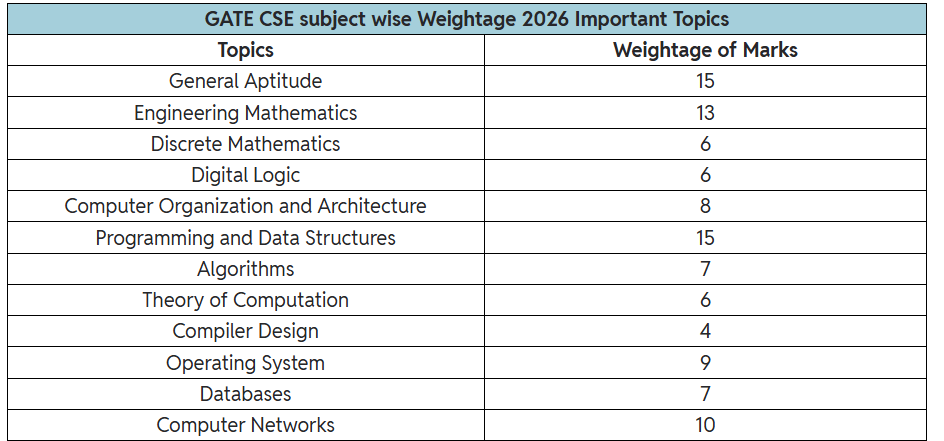 GATE CSE subject wise Weightage 2026 Important Topics
Topics Weightage of Marks
General Aptitude 15
Engineering Mathematics 13
Discrete Mathematics 6
Digital Logic 6
Computer Organization and Architecture 8
Programming and Data Structures 15
Algorithms 7
Theory of Computation 6
Compiler Design 4
Operating System 9
Databases 7
Computer Networks 10